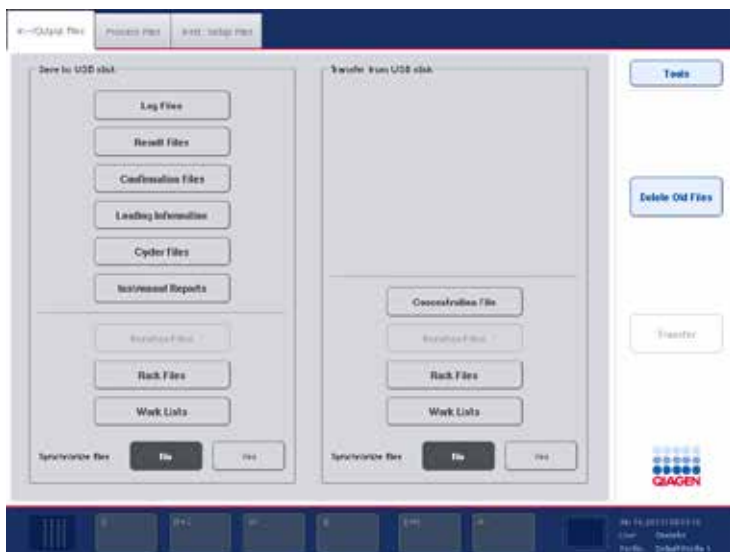 In-/Output Files
Process Files
Inst. Setup Files
Save to USB stick
Transfer from USB stick
Tools
Log Files
Result Files
Confirmation Files
Delete Old Files
Loading Information
Cycler Files
Instrument Reports
Concentration File
Transfer
Rack Files
Rack Files
Work Lists
Work Lists
Synchronize files
No
Yes
Synchronize files
No
Yes
QIAGEN